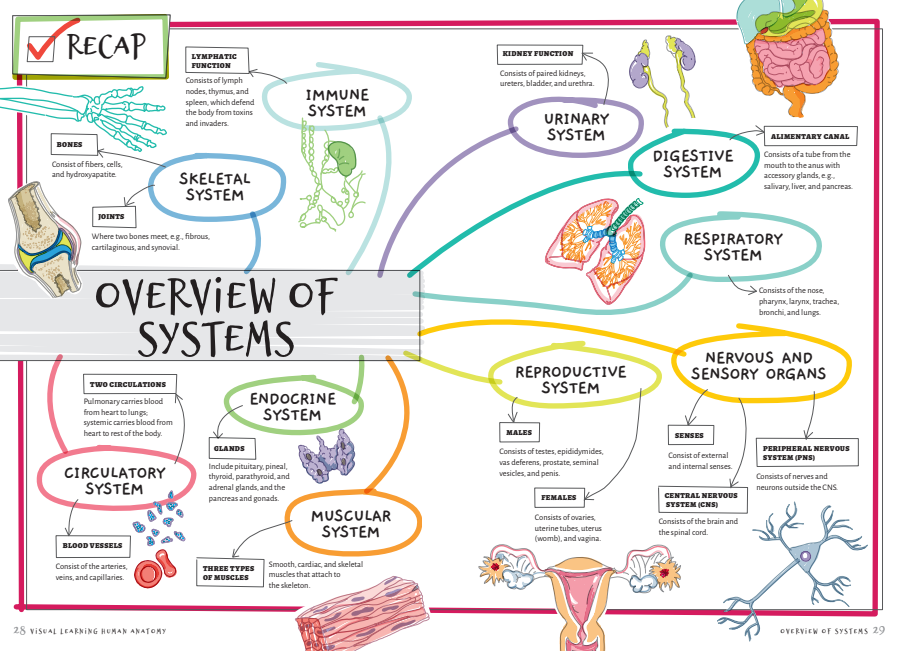 RECAP
LYMPHATIC
FUNCTION
Consists of lymph
nodes, thymus, and
spleen, which defend
the body from toxins
and invaders.
IMMUNE
SYSTEM
BONES
Consist of fibers, cells,
and hydroxyapatite.
SKELETAL
SYSTEM
JOINTS
Where two bones meet, e.g., fibrous,
cartilaginous, and synovial.
KIDNEY FUNCTION
Consists of paired kidneys,
ureters, bladder, and urethra.
URINARY
SYSTEM
DIGESTIVE
SYSTEM
ALIMENTARY CANAL
Consists of a tube from the
mouth to the anus with
accessory glands, e.g.,
salivary, liver, and pancreas.
RESPIRATORY
SYSTEM
Consists of the nose,
pharynx, larynx, trachea,
bronchi, and lungs.
OVERVIEW OF
SYSTEMS
TWO CIRCULATIONS
Pulmonary carries blood
from heart to lungs;
systemic carries blood from
heart to rest of the body.
CIRCULATORY
SYSTEM
BLOOD VESSELS
Consist of the arteries,
veins, and capillaries.
ENDOCRINE
SYSTEM
GLANDS
Include pituitary, pineal,
thyroid, parathyroid, and
adrenal glands, and the
pancreas and gonads.
MUSCULAR
SYSTEM
THREE TYPES
OF MUSCLES
Smooth, cardiac, and skeletal
muscles that attach to
the skeleton.
REPRODUCTIVE
SYSTEM
MALES
Consists of testes, epididymides,
vas deferens, prostate, seminal
vesicles, and penis.
FEMALES
Consists of ovaries,
uterine tubes, uterus
(womb), and vagina.
NERVOUS AND
SENSORY ORGANS
SENSES
Consist of external
and internal senses.
PERIPHERAL NERVOUS
SYSTEM (PNS)
Consists of nerves and
neurons outside the CNS.
CENTRAL NERVOUS
SYSTEM (CNS)
Consists of the brain and
the spinal cord.
28 VISUAL LEARNING HUMAN ANATOMY
OVERVIEW OF SYSTEMS 29